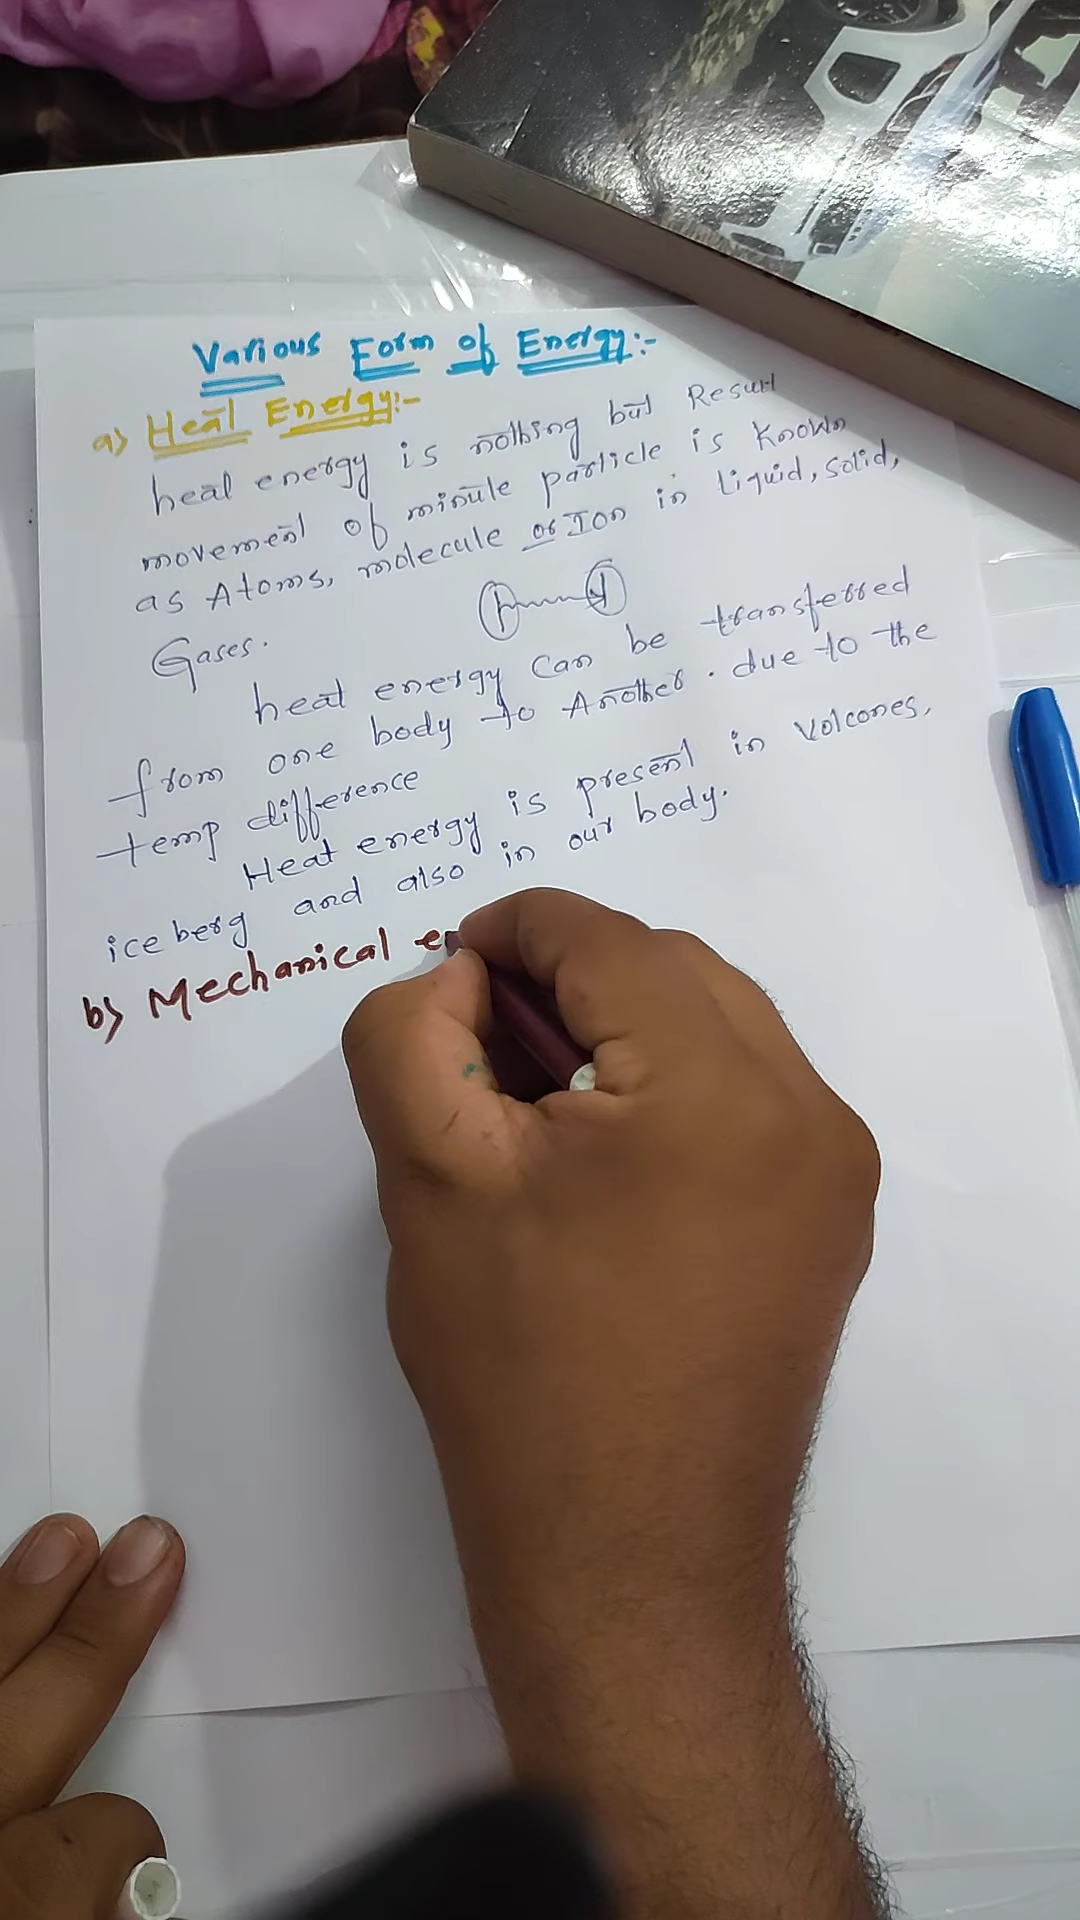 Various Form of Energy:-
a) Heat Energy:-
heat energy is nothing but Result
movement of minute particle is known
as Atoms, molecule or Ion in Liquid, solid,
Gases.
heat energy can be transferred
from one body to Another. due to the
temp difference
Heat energy is present in volcones,
ice berg and also in our body.
b) Mechanical en